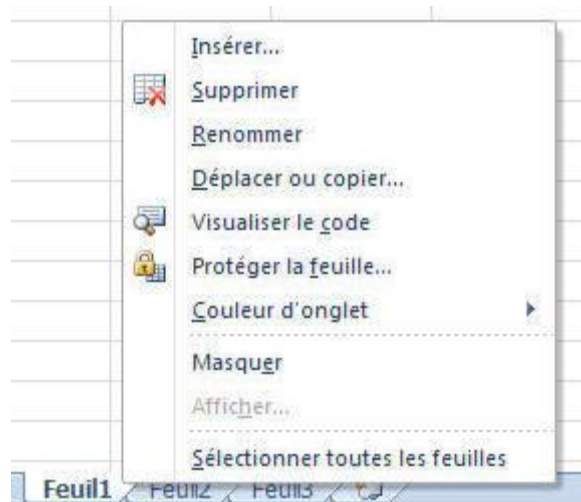 Insérer...
Supprimer
Renommer
Déplacer ou copier...
Visualiser le code
Protéger la feuille...
Couleur d'onglet
Masquer
Afficher...
Sélectionner toutes les feuilles
Feuil1 Feuil2 Feuil3